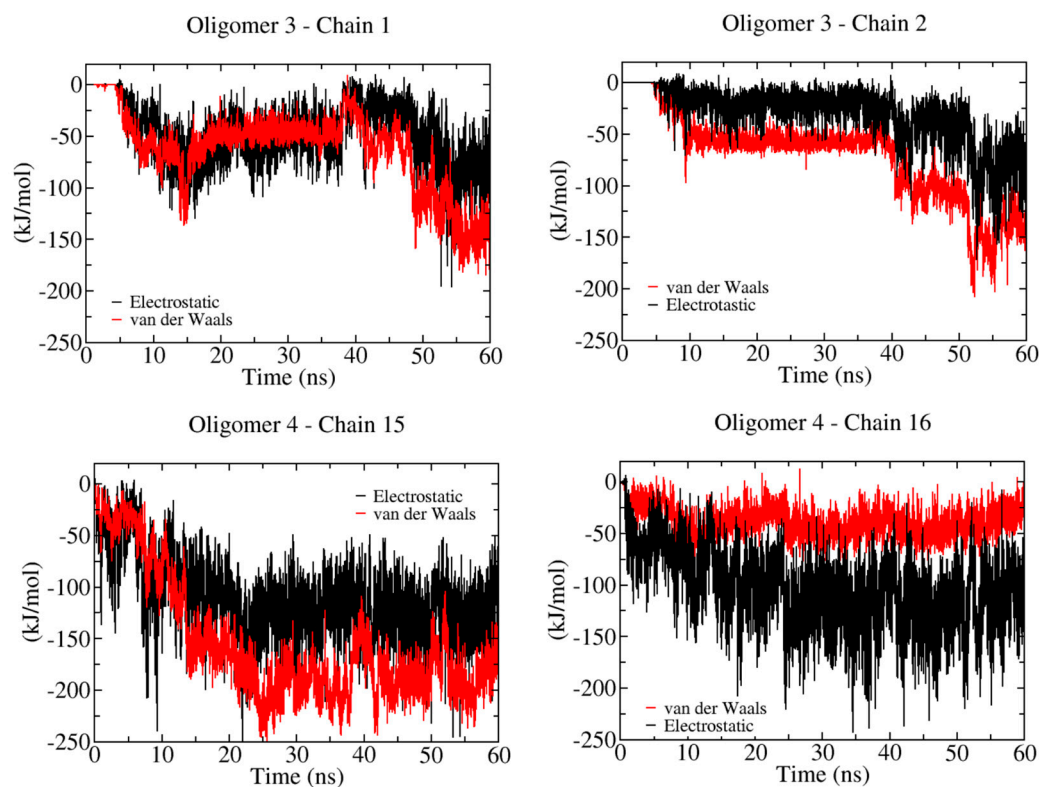 Oligomer 3 - Chain 1
0
-50
-100
-150
-200
-250
(kJ/mol)
Electrostatic
van der Waals
0 10 20 30 40 50 60
Time (ns)
Oligomer 3 - Chain 2
0
-50
-100
-150
-200
-250
(kJ/mol)
van der Waals
Electrotastic
0 10 20 30 40 50 60
Time (ns)
Oligomer 4 - Chain 15
0
-50
-100
-150
-200
-250
(kJ/mol)
Electrostatic
van der Waals
0 10 20 30 40 50 60
Time (ns)
Oligomer 4 - Chain 16
0
-50
-100
-150
-200
-250
(kJ/mol)
van der Waals
Electrostatic
0 10 20 30 40 50 60
Time (ns)